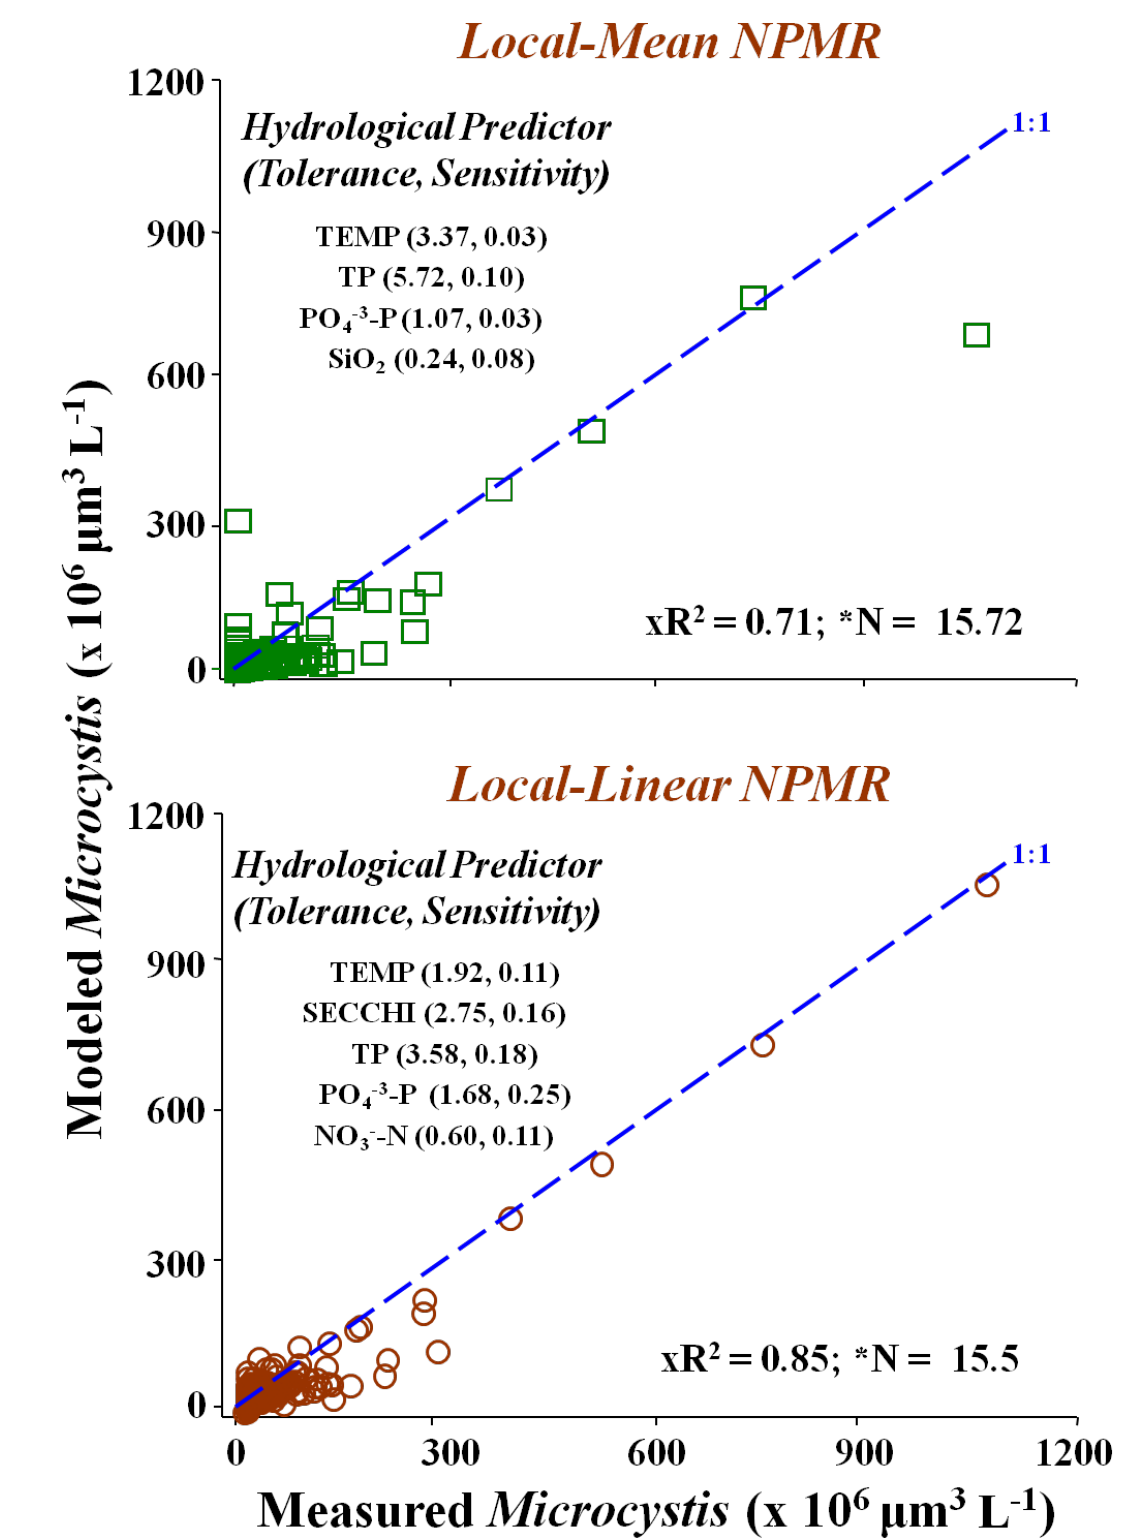 Local-Mean NPMR
1200
Hydrological Predictor
(Tolerance, Sensitivity)
1:1
900
TEMP (3.37, 0.03)
TP (5.72, 0.10)
PO₄⁻³-P (1.07, 0.03)
SiO₂ (0.24, 0.08)
600
300
xR² = 0.71; *N = 15.72
0
Modeled Microcystis (x 10⁶ µm³ L⁻¹)
Local-Linear NPMR
1200
Hydrological Predictor
(Tolerance, Sensitivity)
1:1
900
TEMP (1.92, 0.11)
SECCHI (2.75, 0.16)
TP (3.58, 0.18)
PO₄⁻³-P (1.68, 0.25)
NO₃⁻-N (0.60, 0.11)
600
300
xR² = 0.85; *N = 15.5
0
0 300 600 900 1200
Measured Microcystis (x 10⁶ µm³ L⁻¹)